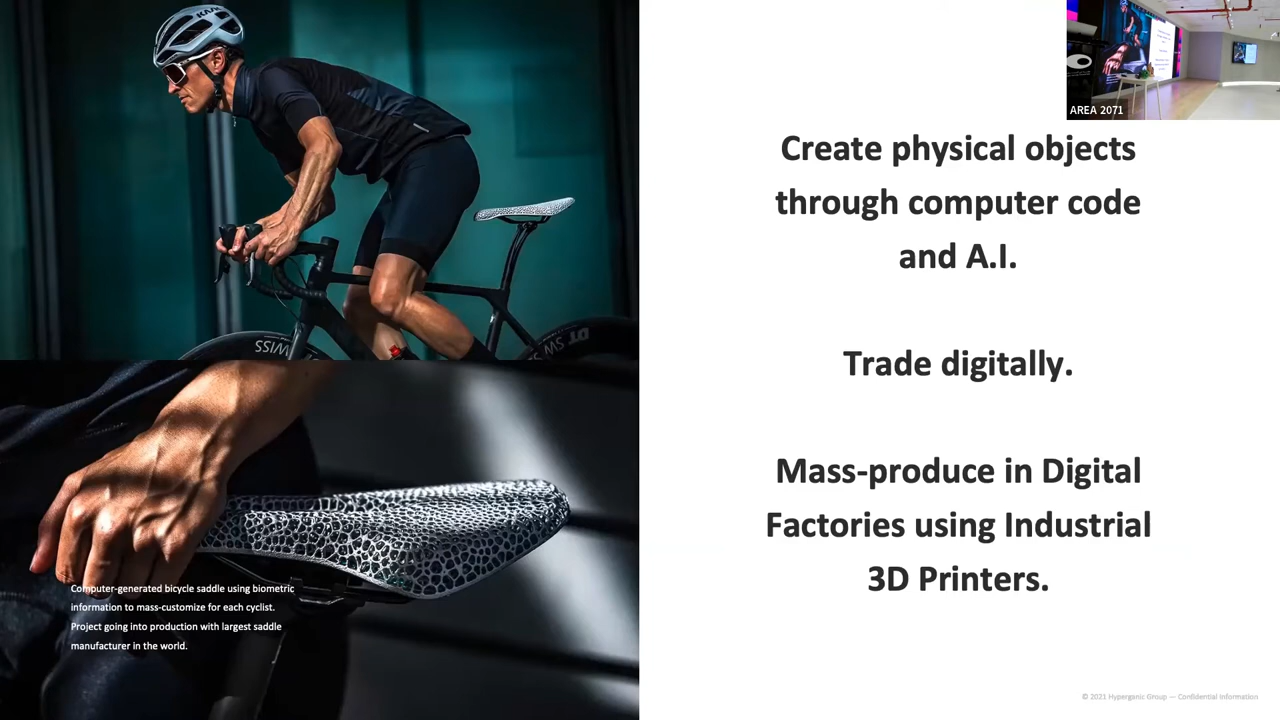 KASK
AREA 2071
Create physical objects
through computer code
and A.I.
Trade digitally.
Mass-produce in Digital
Factories using Industrial
3D Printers.
SWISS
DT SWISS
Computer-generated bicycle saddle using biometric
information to mass-customize for each cyclist.
Project going into production with largest saddle
manufacturer in the world.
© 2021 Hyperganic Group — Confidential Information